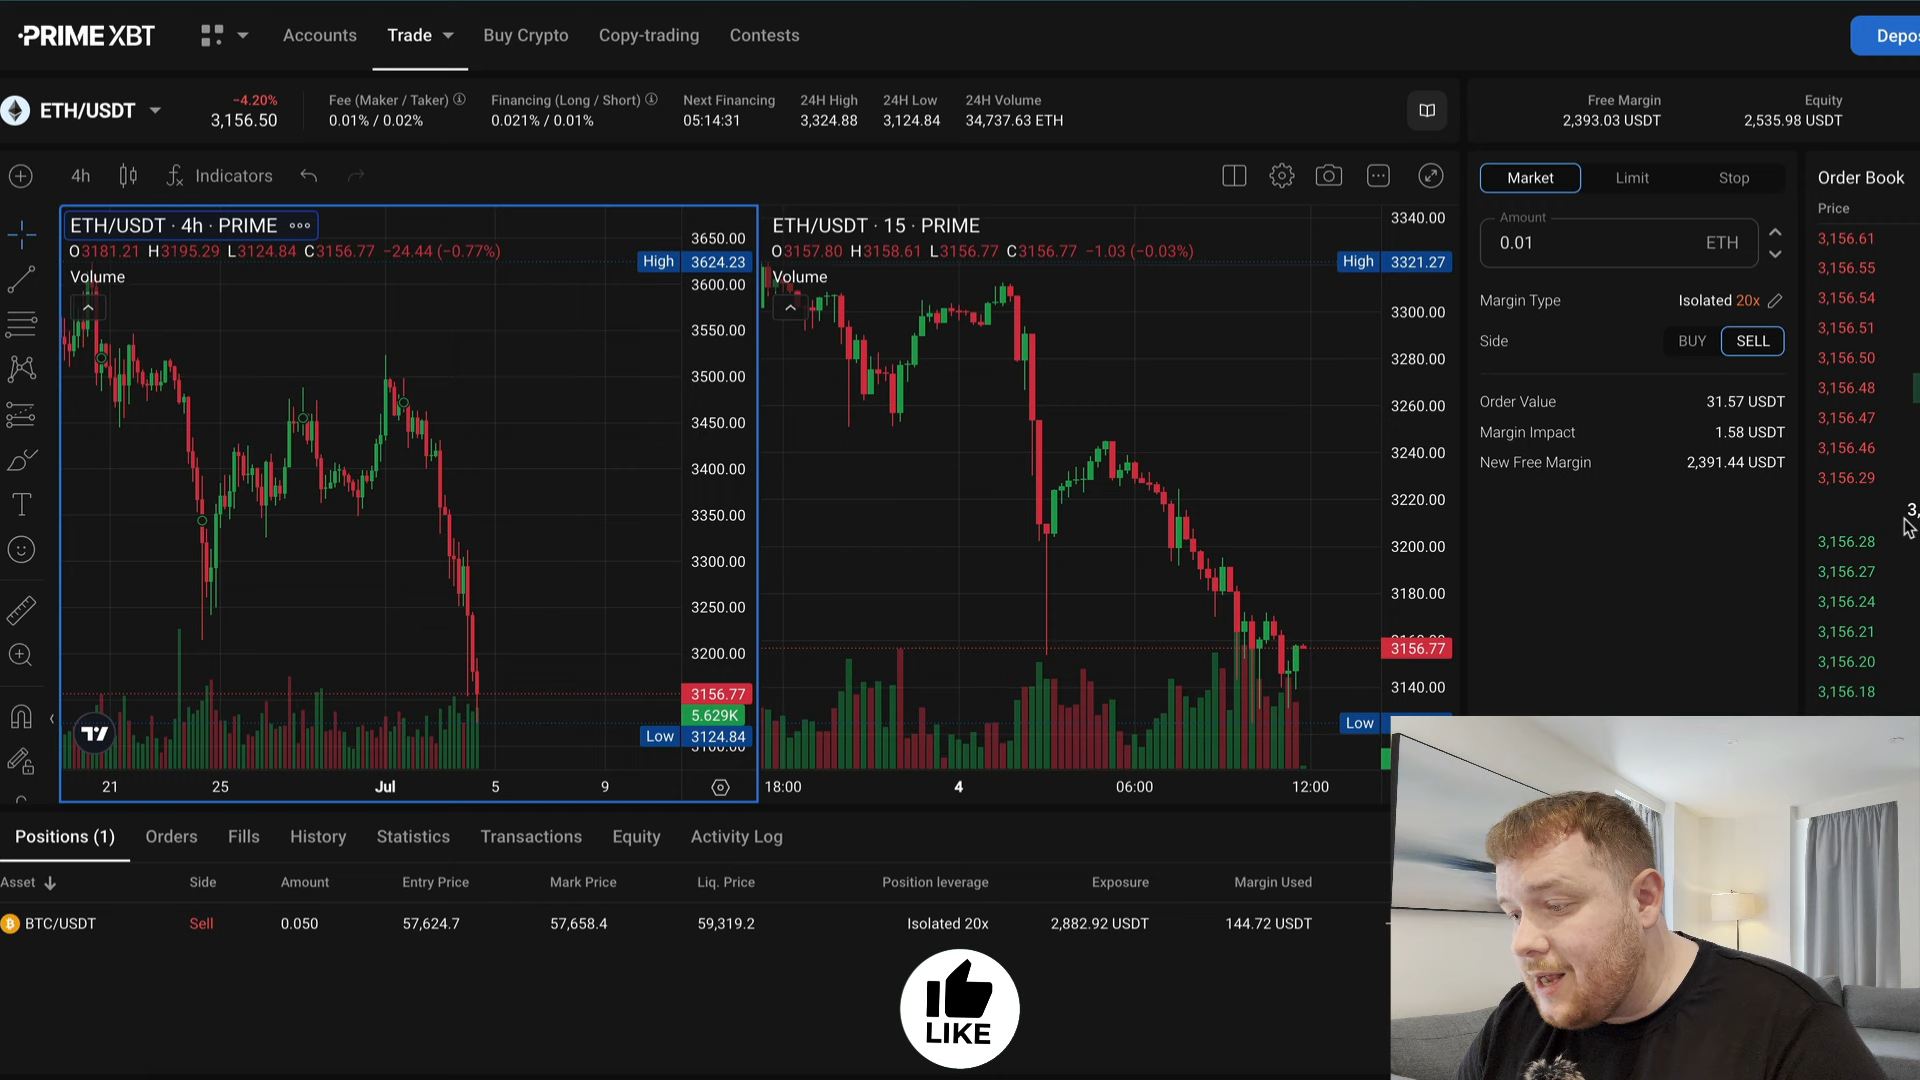 PRIME XBT
Accounts
Trade
Buy Crypto
Copy-trading
Contests
Depos
ETH/USDT
−4.20%
3,156.50
Fee (Maker / Taker)
0.01% / 0.02%
Financing (Long / Short)
0.021% / 0.01%
Next Financing
05:14:31
24H High
3,324.88
24H Low
3,124.84
24H Volume
34,737.63 ETH
Free Margin
2,393.03 USDT
Equity
2,535.98 USDT
4h
Indicators
ETH/USDT · 4h · PRIME
O3181.21 H3195.29 L3124.84 C3156.77 −24.44 (−0.77%)
Volume
3650.00
High 3624.23
3600.00
3550.00
3500.00
3450.00
3400.00
3350.00
3300.00
3250.00
3200.00
3156.77
5.629K
Low 3124.84
3100.00
21 25 Jul 5 9
ETH/USDT · 15 · PRIME
O3157.80 H3158.61 L3156.77 C3156.77 −1.03 (−0.03%)
Volume
3340.00
High 3321.27
3300.00
3280.00
3260.00
3240.00
3220.00
3200.00
3180.00
3160.00
3156.77
3140.00
Low
18:00 4 06:00 12:00
Market
Limit
Stop
Amount
0.01 ETH
Margin Type Isolated 20x
Side BUY SELL
Order Value 31.57 USDT
Margin Impact 1.58 USDT
New Free Margin 2,391.44 USDT
Order Book
Price
3,156.61
3,156.55
3,156.54
3,156.51
3,156.50
3,156.48
3,156.47
3,156.46
3,156.29
3,
3,156.28
3,156.27
3,156.24
3,156.21
3,156.20
3,156.18
Positions (1)
Orders
Fills
History
Statistics
Transactions
Equity
Activity Log
Asset Side Amount Entry Price Mark Price Liq. Price Position leverage Exposure Margin Used
BTC/USDT Sell 0.050 57,624.7 57,658.4 59,319.2 Isolated 20x 2,882.92 USDT 144.72 USDT
LIKE